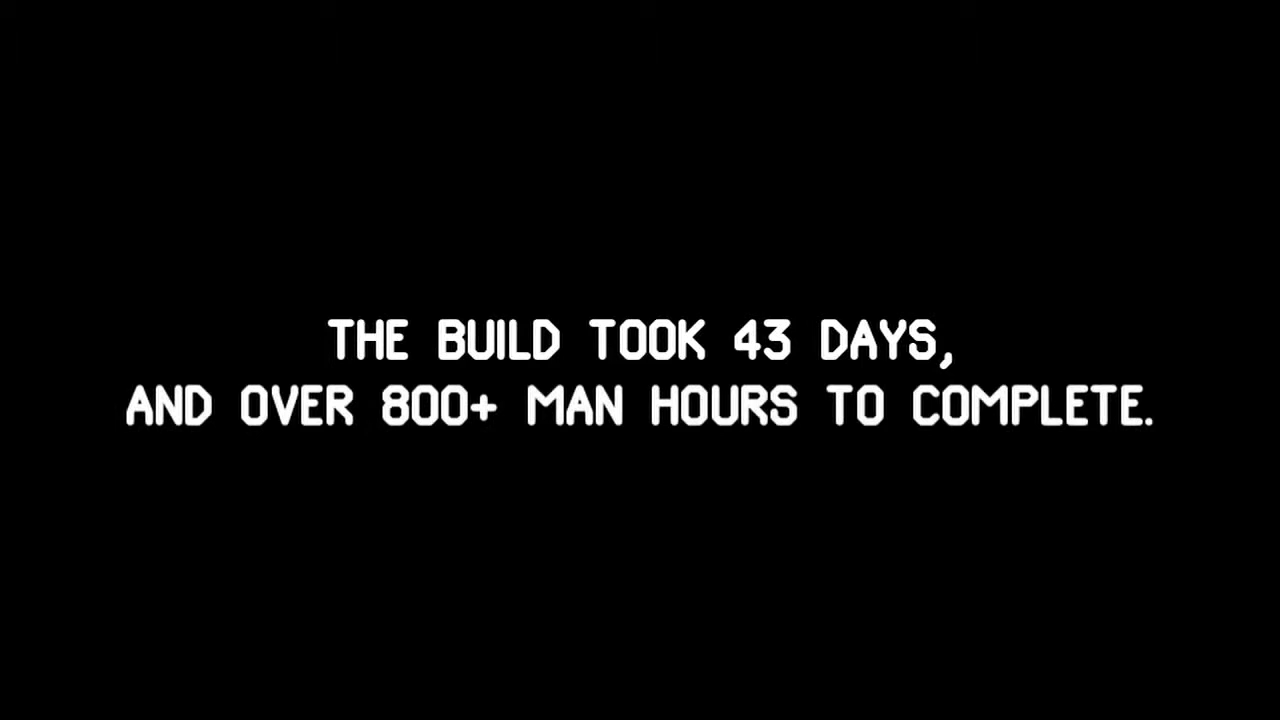 THE BUILD TOOK 43 DAYS,
AND OVER 800+ MAN HOURS TO COMPLETE.